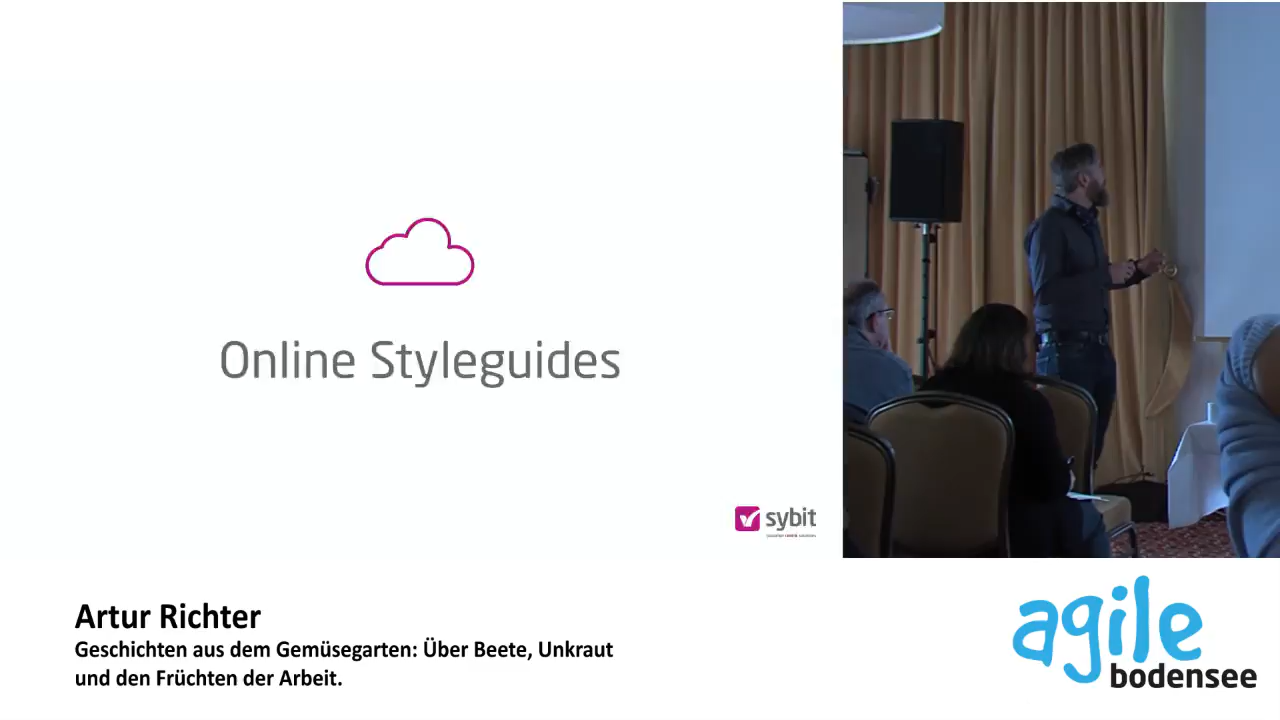 Online Styleguides
sybit
Artur Richter
Geschichten aus dem Gemüsegarten: Über Beete, Unkraut
und den Früchten der Arbeit.
agile
bodensee